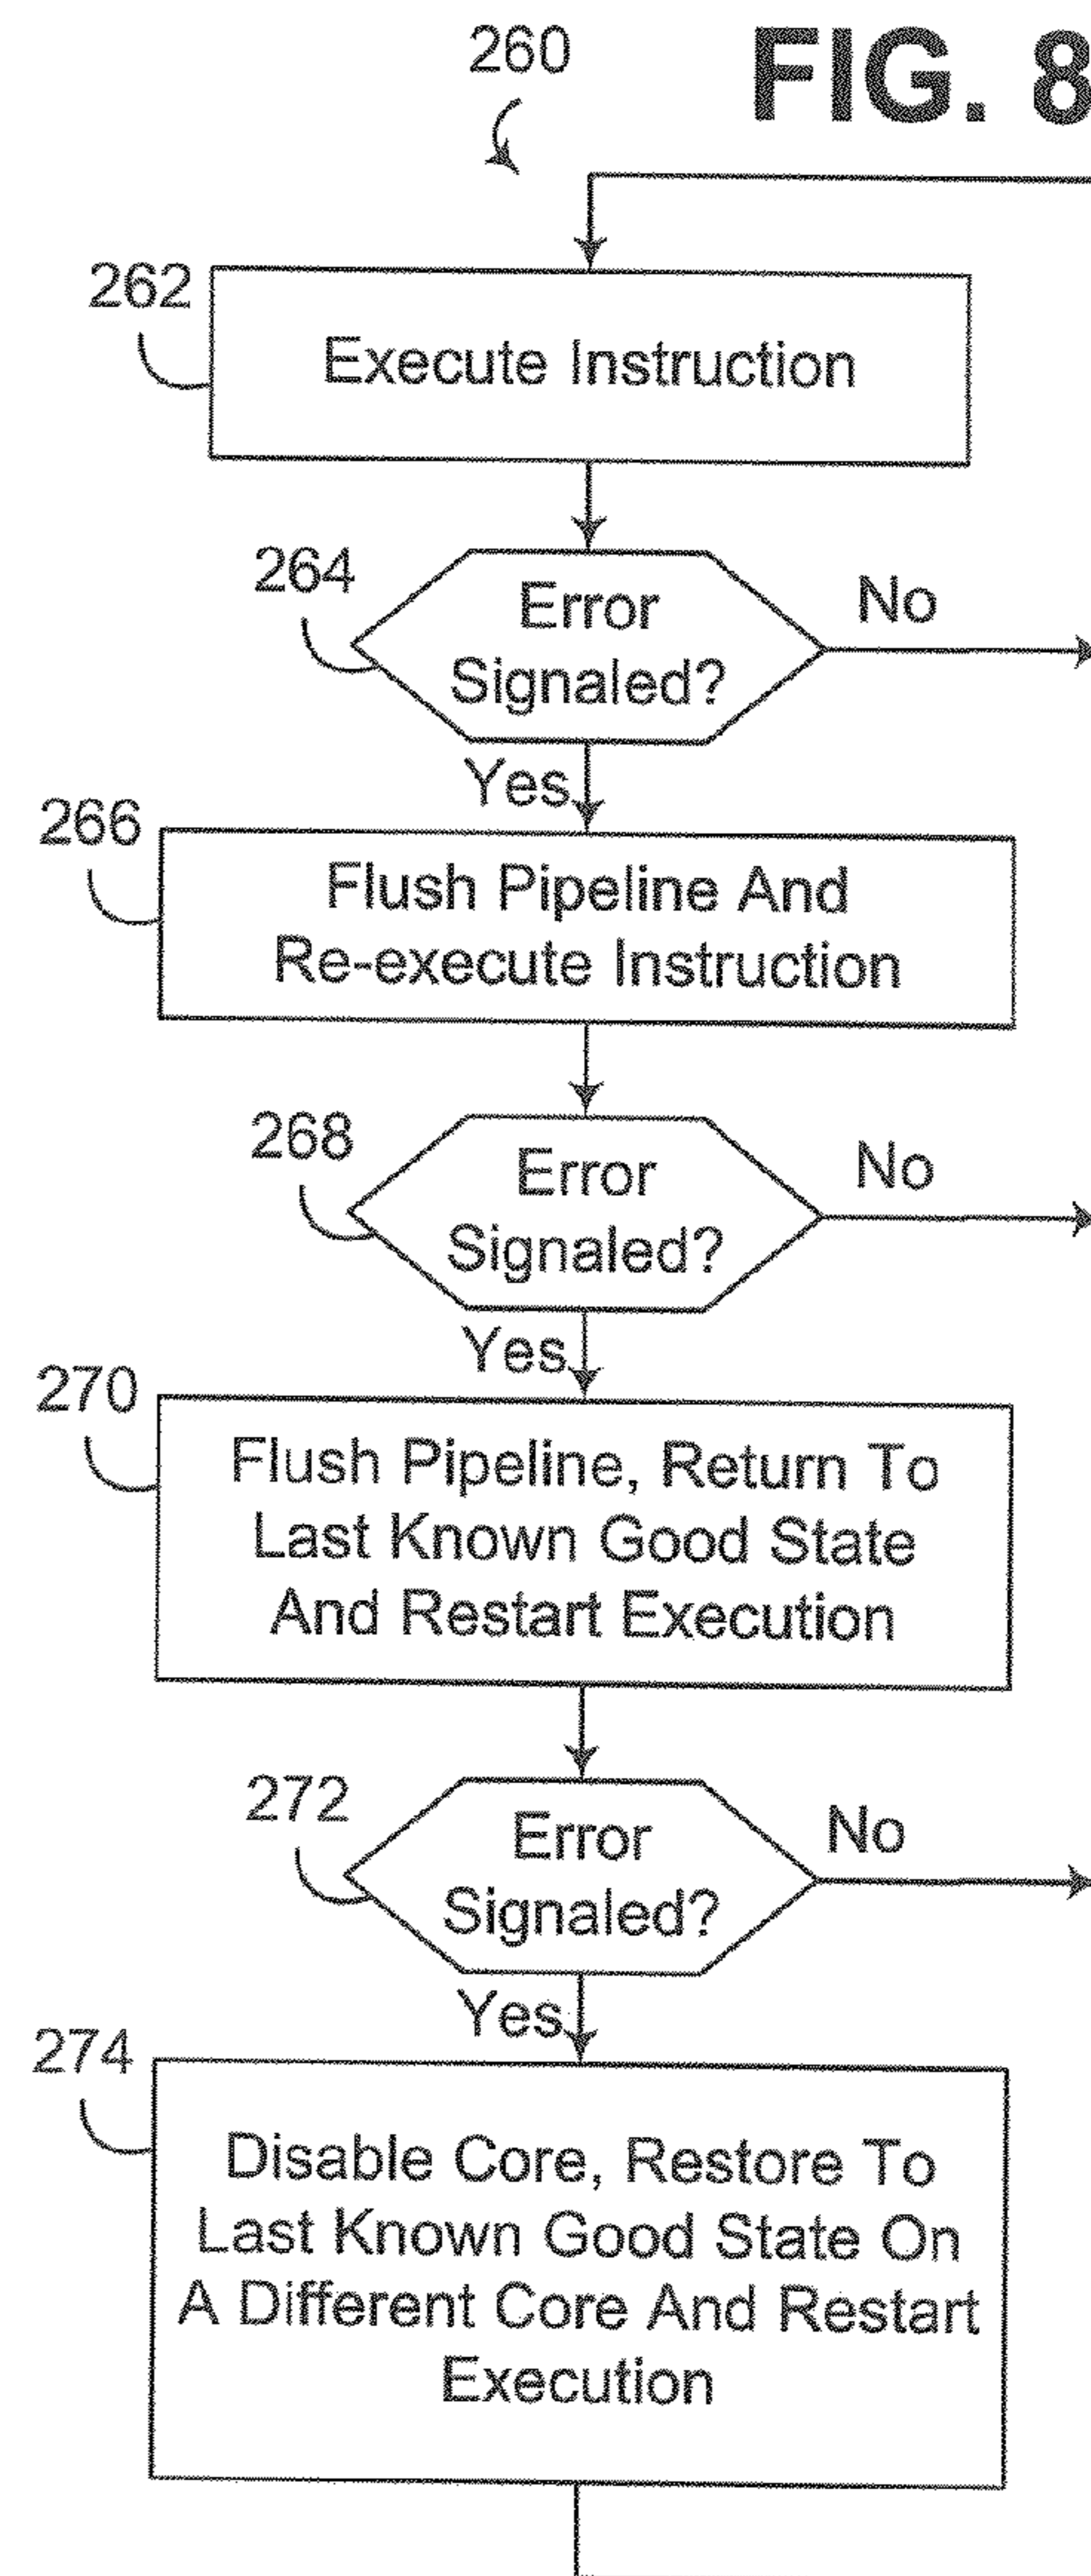 260
FIG. 8
262
Execute Instruction
264
Error
Signaled?
No
Yes
266
Flush Pipeline And
Re-execute Instruction
268
Error
Signaled?
No
Yes
270
Flush Pipeline, Return To
Last Known Good State
And Restart Execution
272
Error
Signaled?
No
Yes
274
Disable Core, Restore To
Last Known Good State On
A Different Core And Restart
Execution